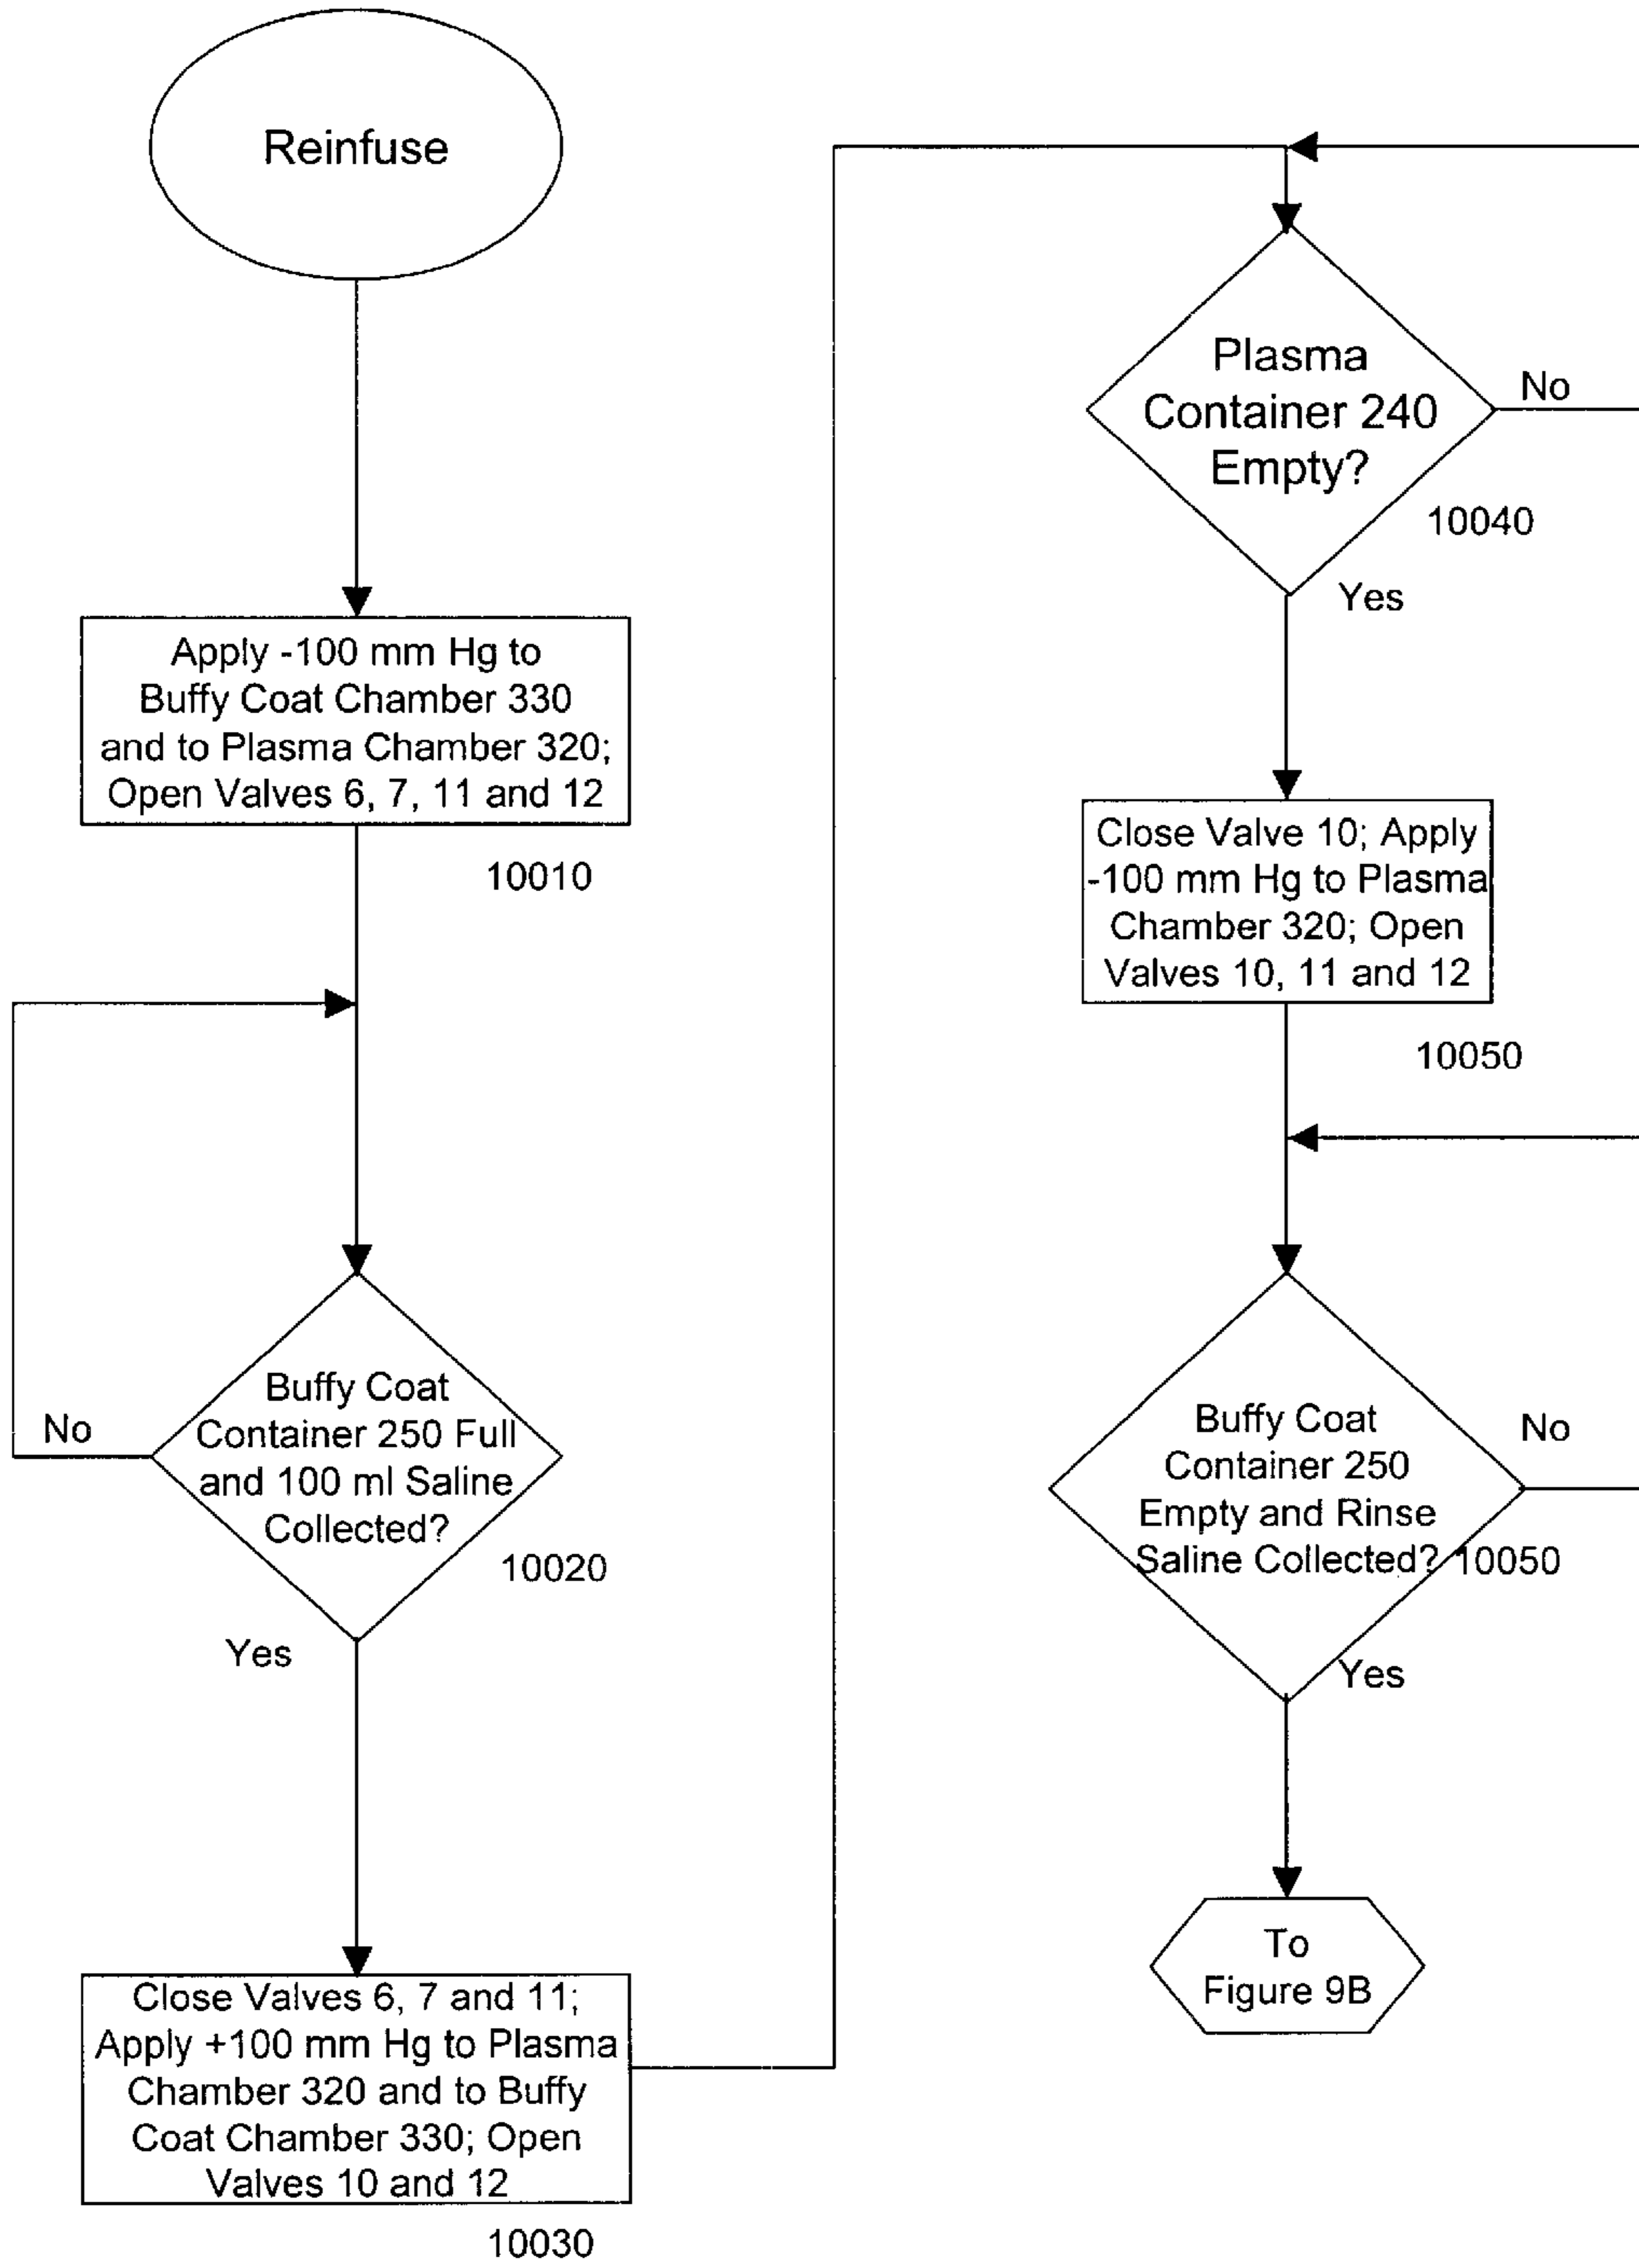 Reinfuse
Apply -100 mm Hg to
Buffy Coat Chamber 330
and to Plasma Chamber 320;
Open Valves 6, 7, 11 and 12
10010
Buffy Coat
Container 250 Full
and 100 ml Saline
Collected?
No
10020
Yes
Close Valves 6, 7 and 11;
Apply +100 mm Hg to Plasma
Chamber 320 and to Buffy
Coat Chamber 330; Open
Valves 10 and 12
10030
Plasma
Container 240
Empty?
No
10040
Yes
Close Valve 10; Apply
-100 mm Hg to Plasma
Chamber 320; Open
Valves 10, 11 and 12
10050
Buffy Coat
Container 250
Empty and Rinse
Saline Collected?
No
10050
Yes
To
Figure 9B